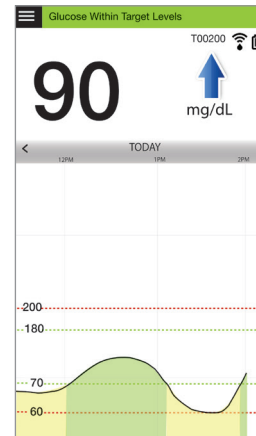 Glucose Within Target Levels
T00200
90
mg/dL
< TODAY
12PM 1PM 2PM
200
180
70
60